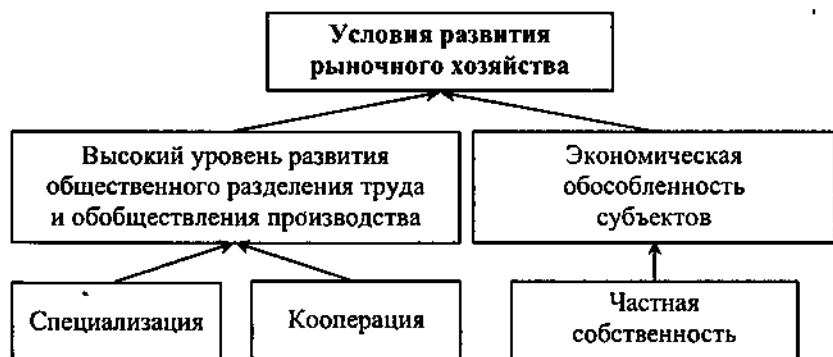 Условия развития
рыночного хозяйства
Высокий уровень развития
общественного разделения труда
и обобществления производства
Экономическая
обособленность
субъектов
Специализация
Кооперация
Частная
собственность